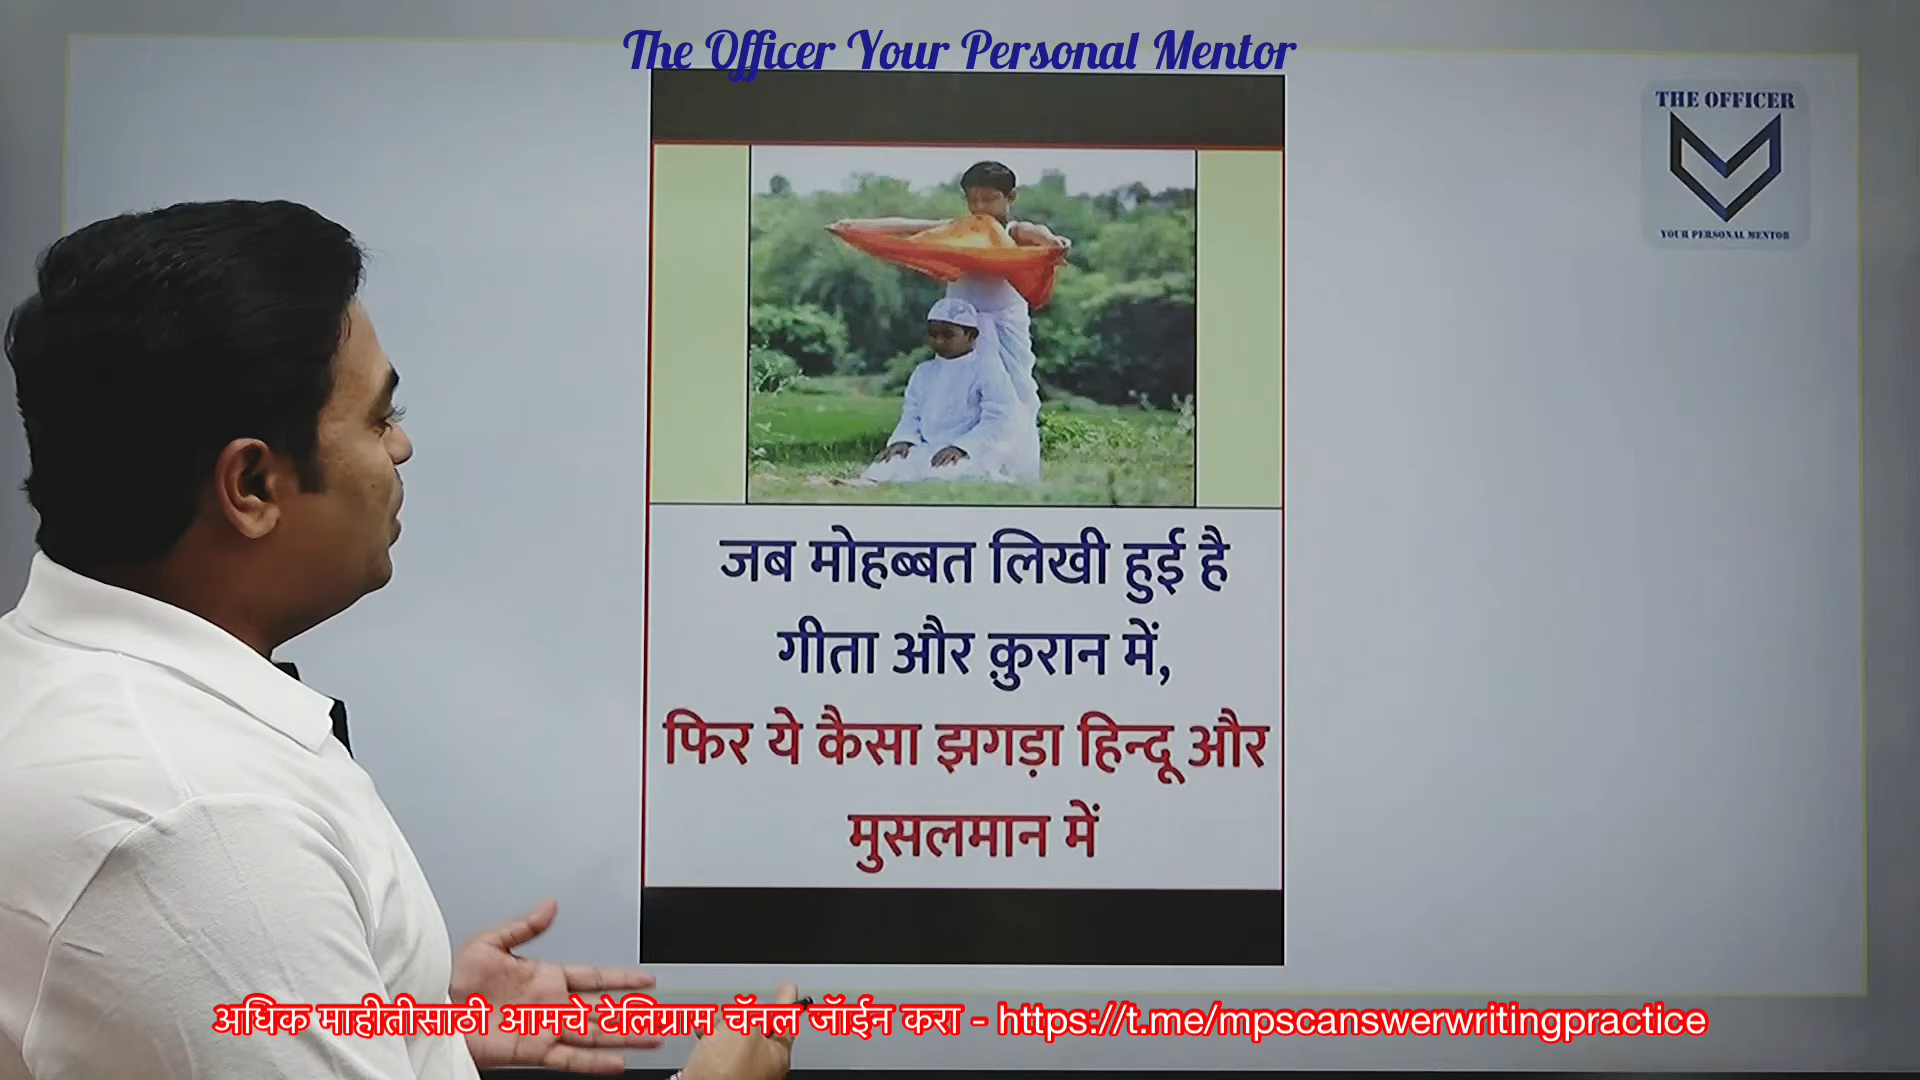 The Officer Your Personal Mentor
THE OFFICER
YOUR PERSONAL MENTOR
जब मोहब्बत लिखी हुई है
गीता और क़ुरान में,
फिर ये कैसा झगड़ा हिन्दू और
मुसलमान में
अधिक माहीतीसाठी आमचे टेलिग्राम चॅनल जॉईन करा - https://t.me/mpscanswerwritingpractice